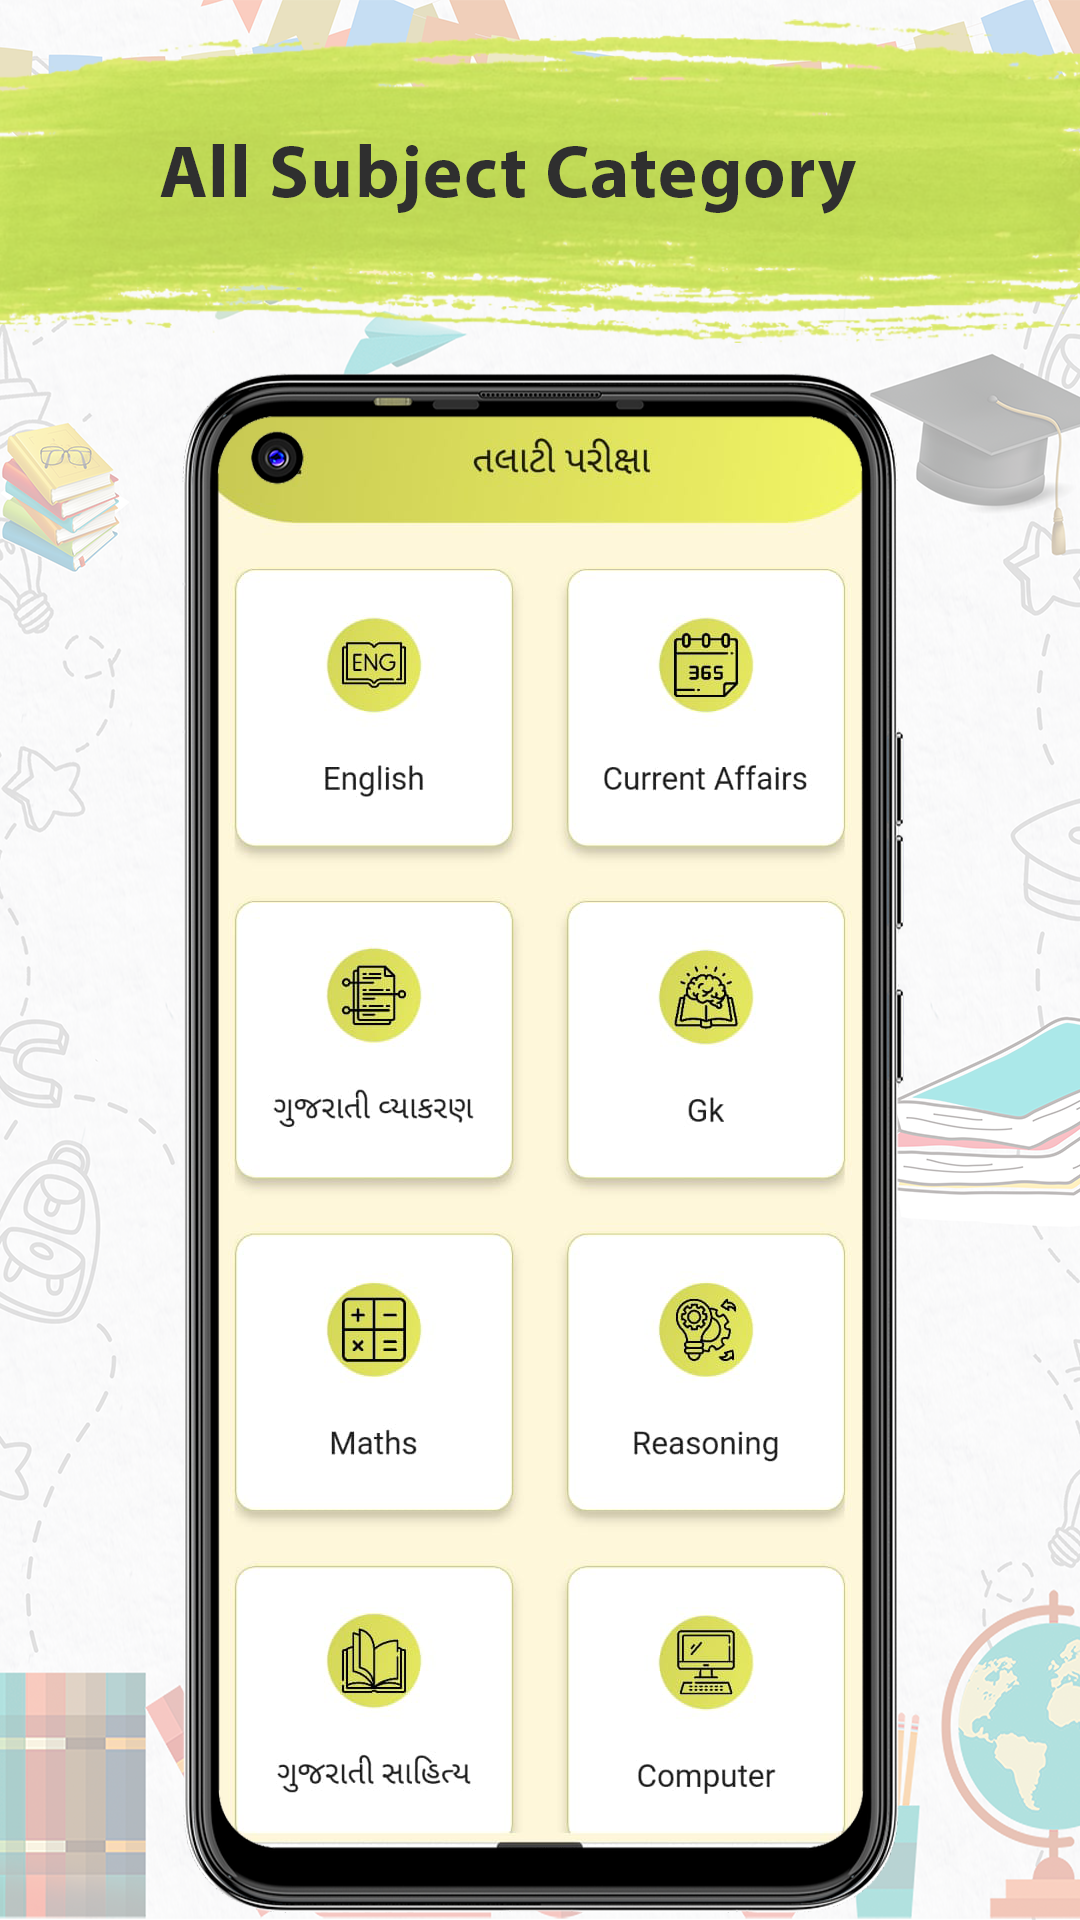 All Subject Category
તલાટી પરીક્ષા
ENG
365
English
Current Affairs
ગુજરાતી વ્યાકરણ
Gk
Maths
Reasoning
ગુજરાતી સાહિત્ય
Computer